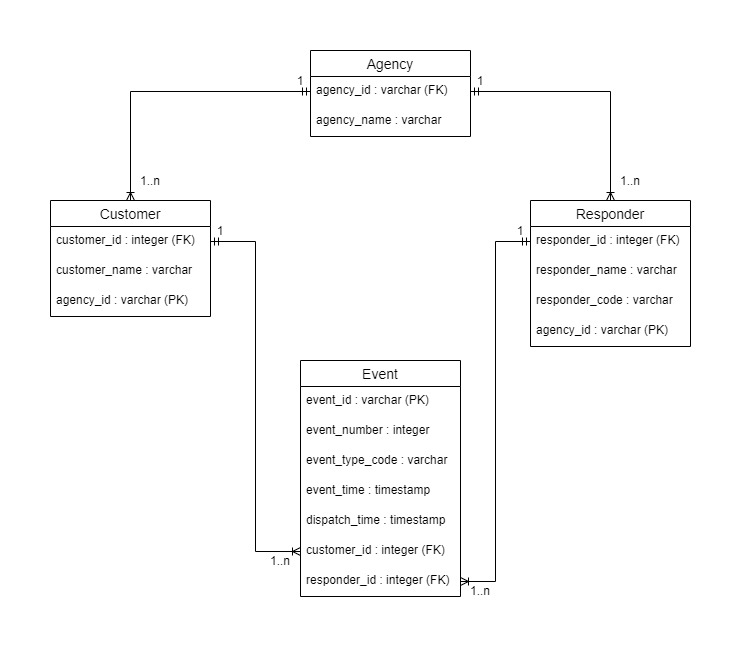 Agency
1
1
agency_id : varchar (FK)
agency_name : varchar
1..n
1..n
Customer
1
customer_id : integer (FK)
customer_name : varchar
agency_id : varchar (PK)
Responder
1
responder_id : integer (FK)
responder_name : varchar
responder_code : varchar
agency_id : varchar (PK)
Event
event_id : varchar (PK)
event_number : integer
event_type_code : varchar
event_time : timestamp
dispatch_time : timestamp
customer_id : integer (FK)
1..n
responder_id : integer (FK)
1..n